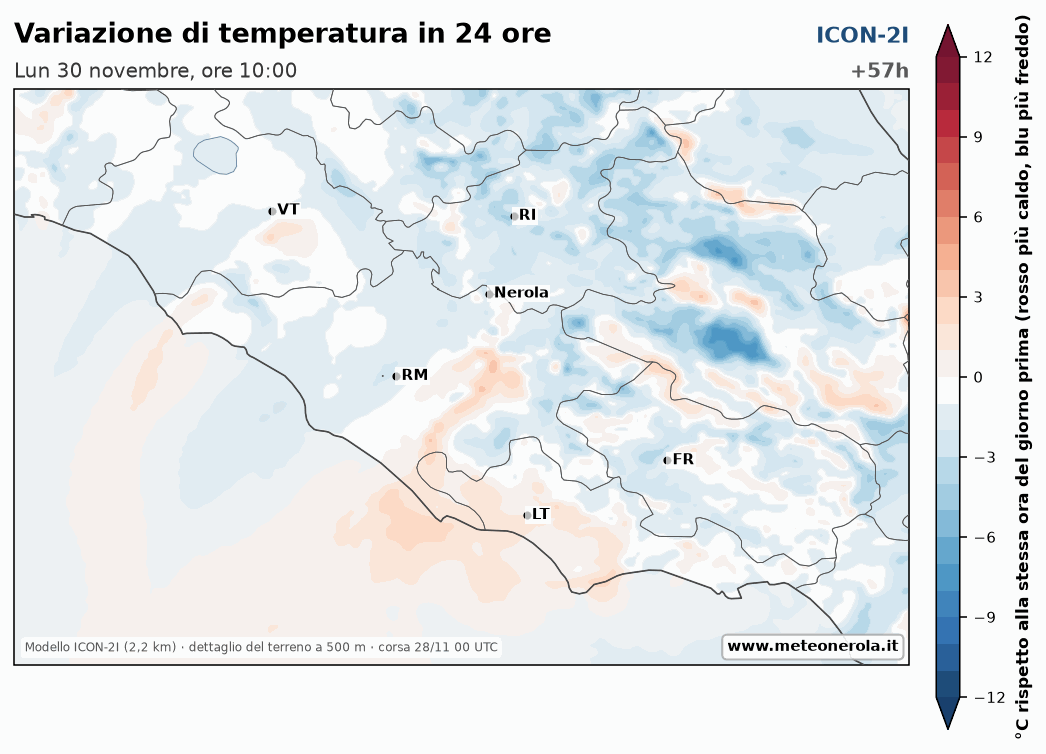 Variazione di temperatura in 24 ore
ICON-2I
Lun 30 novembre, ore 10:00
+57h
VT
RI
Nerola
RM
FR
LT
Modello ICON-2I (2,2 km) · dettaglio del terreno a 500 m · corsa 28/11 00 UTC
www.meteonerola.it
12
9
6
3
0
−3
−6
−9
−12
°C rispetto alla stessa ora del giorno prima (rosso più caldo, blu più freddo)